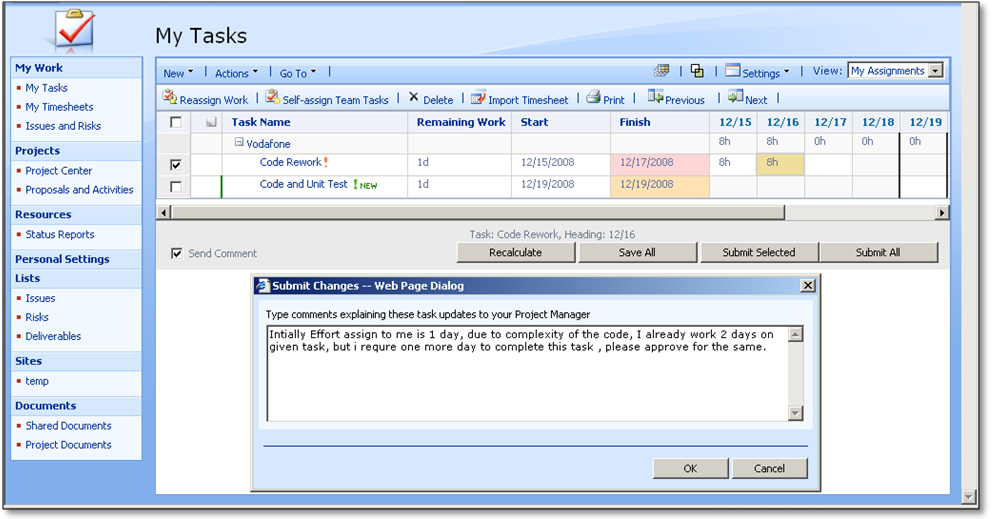 My Tasks
My Work
My Tasks
My Timesheets
Issues and Risks
Projects
Project Center
Proposals and Activities
Resources
Status Reports
Personal Settings
Lists
Issues
Risks
Deliverables
Sites
temp
Documents
Shared Documents
Project Documents
New Actions Go To Settings View: My Assignments
Reassign Work Self-assign Team Tasks Delete Import Timesheet Print Previous Next
Task Name Remaining Work Start Finish 12/15 12/16 12/17 12/18 12/19
Vodafone 8h 8h 0h 0h 0h
Code Rework ! 1d 12/15/2008 12/17/2008 8h 8h
Code and Unit Test ! NEW 1d 12/19/2008 12/19/2008
Task: Code Rework, Heading: 12/16
Send Comment Recalculate Save All Submit Selected Submit All
Submit Changes -- Web Page Dialog
Type comments explaining these task updates to your Project Manager
Intially Effort assign to me is 1 day, due to complexity of the code, I already work 2 days on
given task, but i requre one more day to complete this task , please approve for the same.
OK Cancel